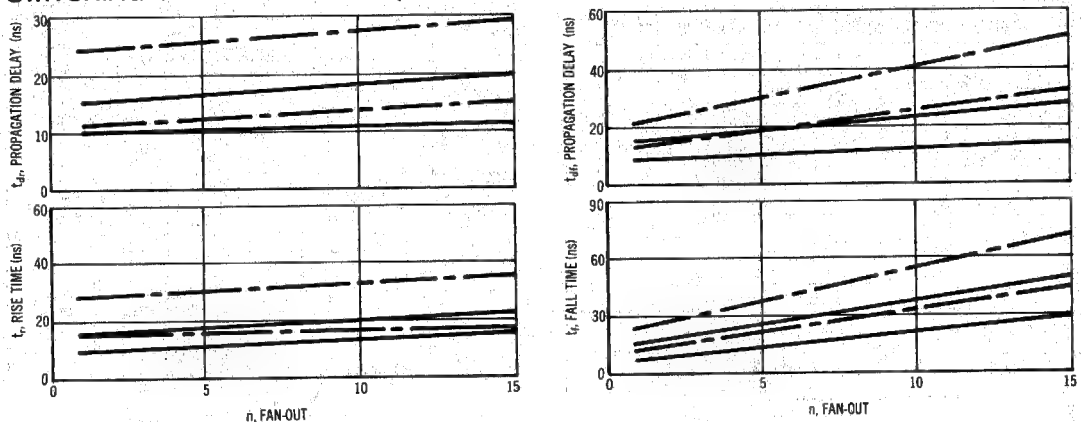 t_dr, PROPAGATION DELAY (ns)
30
20
10
0
t_df, PROPAGATION DELAY (ns)
60
40
20
0
t_r, RISE TIME (ns)
60
40
20
0
0 5 10 15
n, FAN-OUT
t_f, FALL TIME (ns)
90
60
30
0
0 5 10 15
n, FAN-OUT